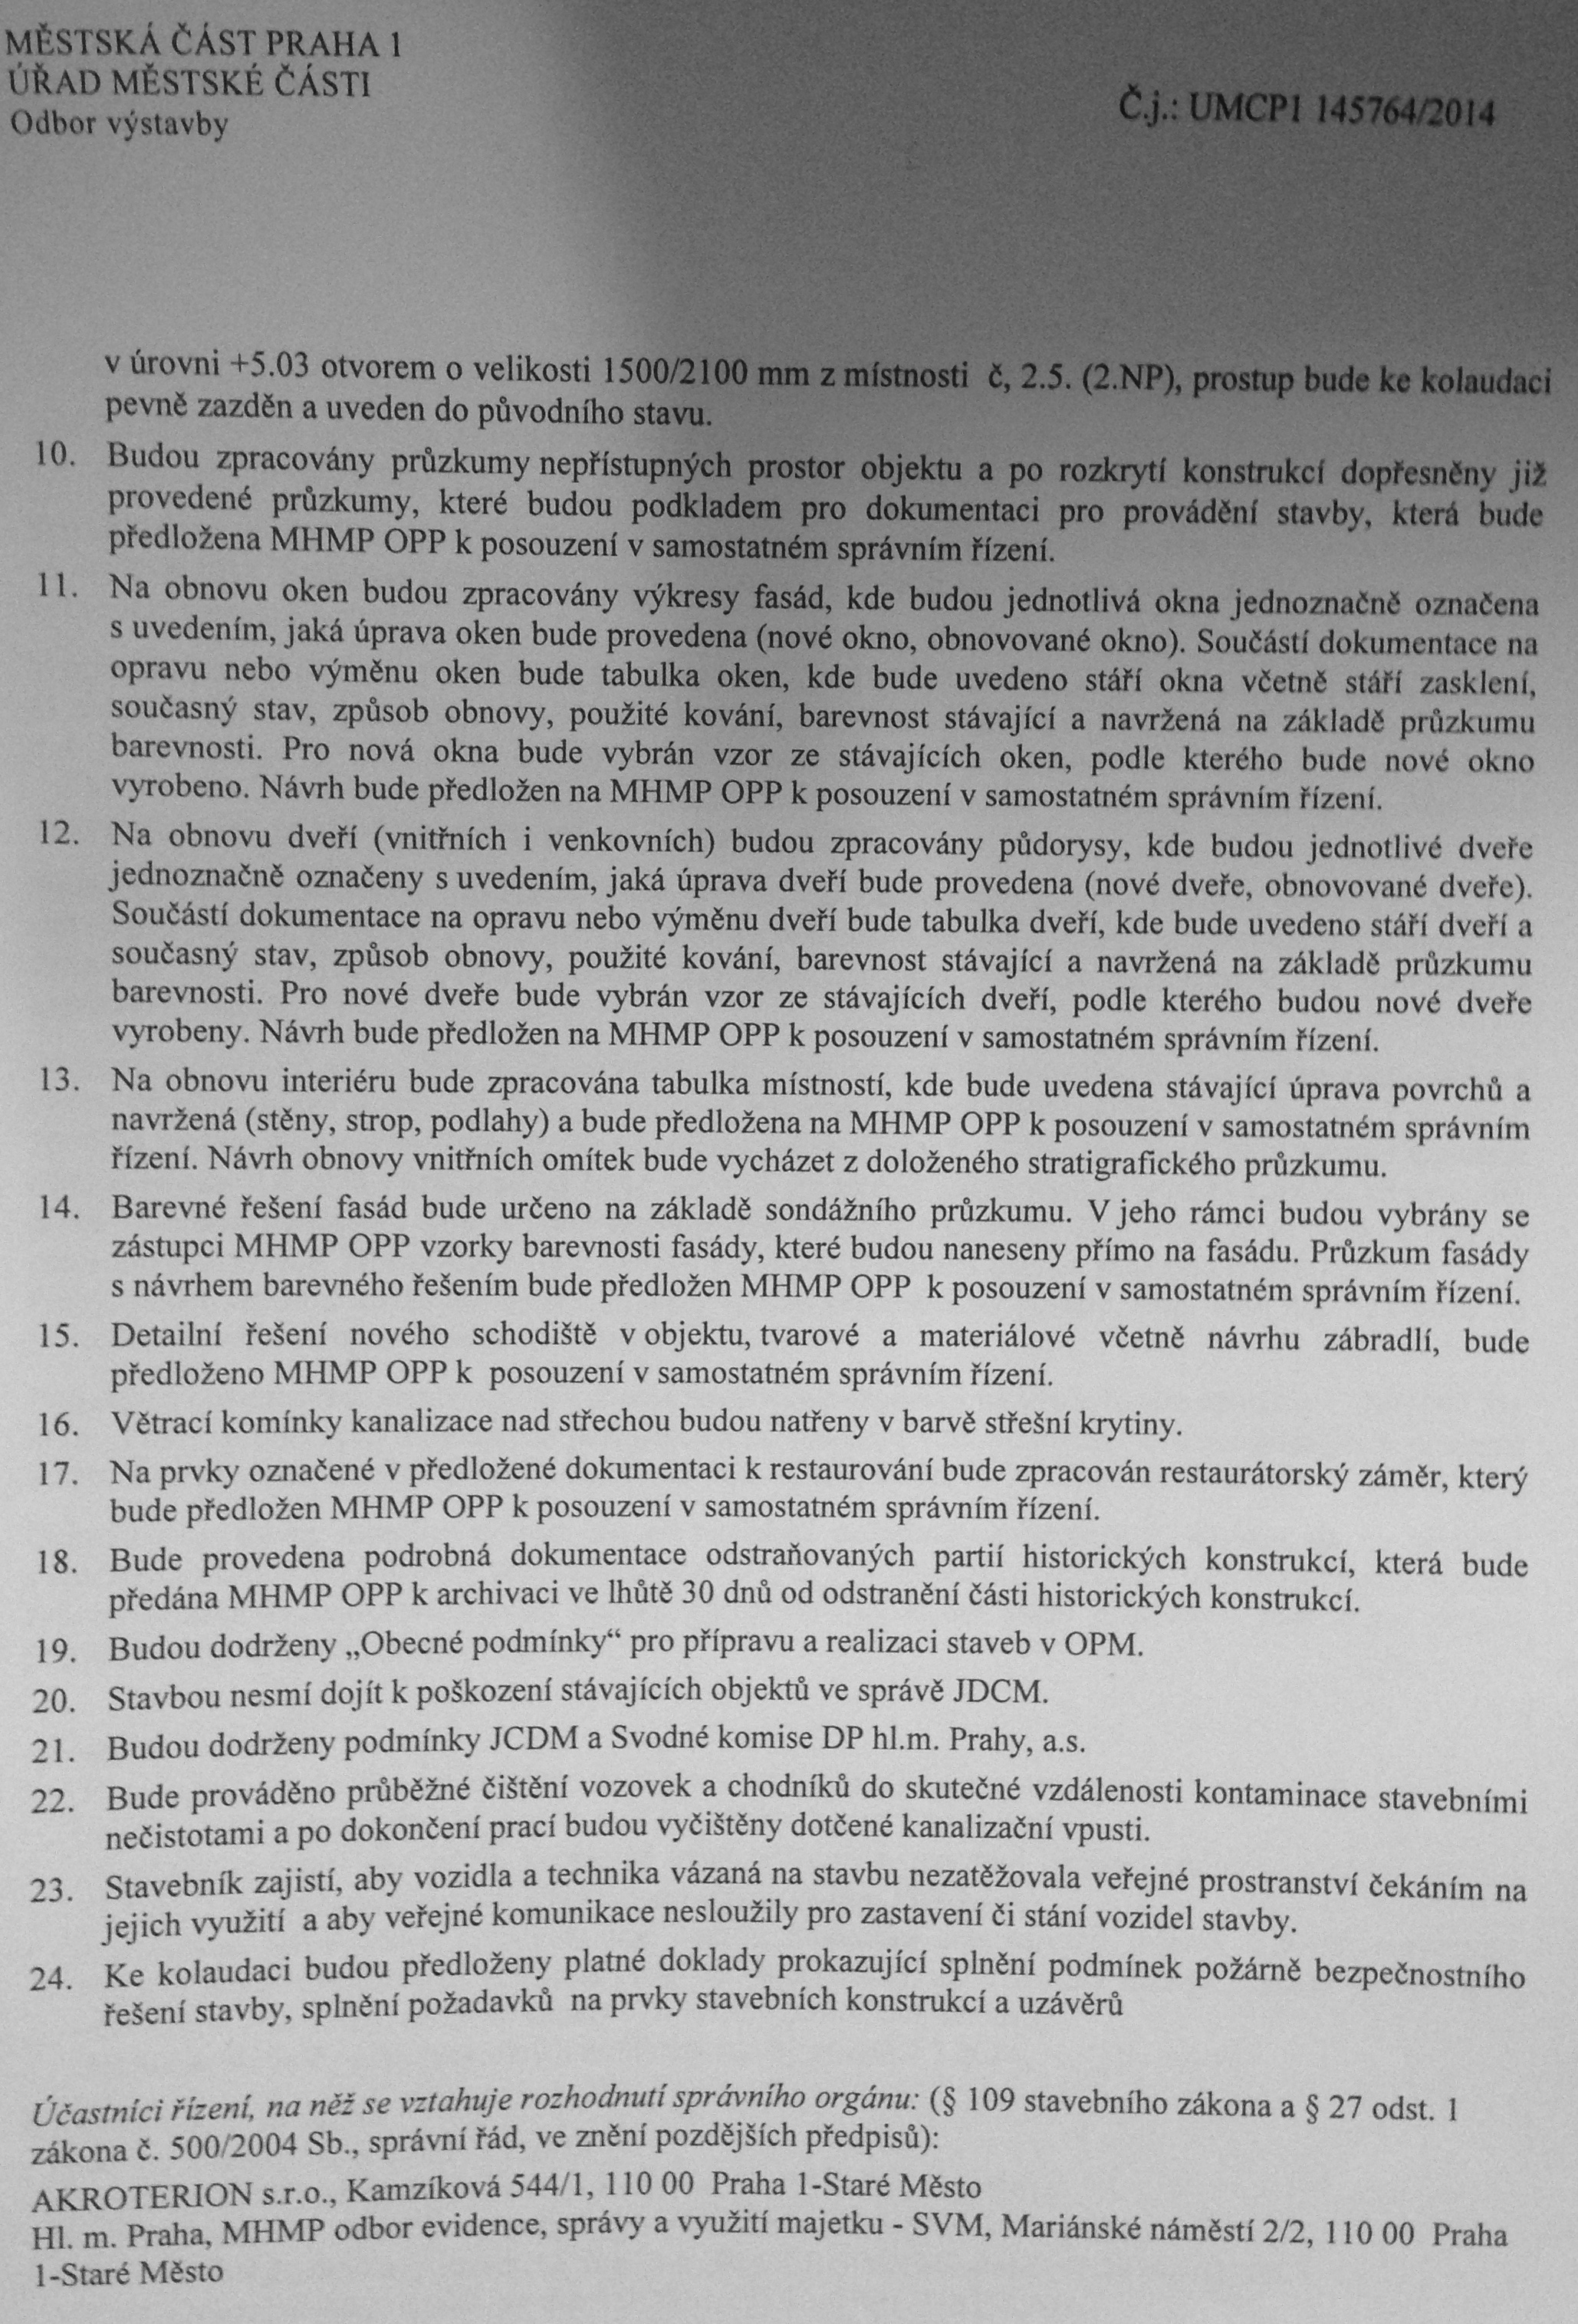 MĚSTSKÁ ČÁST PRAHA 1
ÚŘAD MĚSTSKÉ ČÁSTI
Odbor výstavby
Č.j.: UMCP1 145764/2014
v úrovni +5.03 otvorem o velikosti 1500/2100 mm z místnosti č, 2.5. (2.NP), prostup bude ke kolaudaci
pevně zazděn a uveden do původního stavu.
10. Budou zpracovány průzkumy nepřístupných prostor objektu a po rozkrytí konstrukcí dopřesněny již
provedené průzkumy, které budou podkladem pro dokumentaci pro provádění stavby, která bude
předložena MHMP OPP k posouzení v samostatném správním řízení.
11. Na obnovu oken budou zpracovány výkresy fasád, kde budou jednotlivá okna jednoznačně označena
s uvedením, jaká úprava oken bude provedena (nové okno, obnovované okno). Součástí dokumentace na
opravu nebo výměnu oken bude tabulka oken, kde bude uvedeno stáří okna včetně stáří zasklení,
současný stav, způsob obnovy, použité kování, barevnost stávající a navržená na základě průzkumu
barevnosti. Pro nová okna bude vybrán vzor ze stávajících oken, podle kterého bude nové okno
vyrobeno. Návrh bude předložen na MHMP OPP k posouzení v samostatném správním řízení.
12. Na obnovu dveří (vnitřních i venkovních) budou zpracovány půdorysy, kde budou jednotlivé dveře
jednoznačně označeny s uvedením, jaká úprava dveří bude provedena (nové dveře, obnovované dveře).
Součástí dokumentace na opravu nebo výměnu dveří bude tabulka dveří, kde bude uvedeno stáří dveří a
současný stav, způsob obnovy, použité kování, barevnost stávající a navržená na základě průzkumu
barevnosti. Pro nové dveře bude vybrán vzor ze stávajících dveří, podle kterého budou nové dveře
vyrobeny. Návrh bude předložen na MHMP OPP k posouzení v samostatném správním řízení.
13. Na obnovu interiéru bude zpracována tabulka místností, kde bude uvedena stávající úprava povrchů a
navržená (stěny, strop, podlahy) a bude předložena na MHMP OPP k posouzení v samostatném správním
řízení. Návrh obnovy vnitřních omítek bude vycházet z doloženého stratigrafického průzkumu.
14. Barevné řešení fasád bude určeno na základě sondážního průzkumu. V jeho rámci budou vybrány se
zástupci MHMP OPP vzorky barevnosti fasády, které budou naneseny přímo na fasádu. Průzkum fasády
s návrhem barevného řešením bude předložen MHMP OPP k posouzení v samostatném správním řízení.
15. Detailní řešení nového schodiště v objektu, tvarové a materiálové včetně návrhu zábradlí, bude
předloženo MHMP OPP k posouzení v samostatném správním řízení.
16. Větrací komínky kanalizace nad střechou budou natřeny v barvě střešní krytiny.
17. Na prvky označené v předložené dokumentaci k restaurování bude zpracován restaurátorský záměr, který
bude předložen MHMP OPP k posouzení v samostatném správním řízení.
18. Bude provedena podrobná dokumentace odstraňovaných partií historických konstrukcí, která bude
předána MHMP OPP k archivaci ve lhůtě 30 dnů od odstranění části historických konstrukcí.
19. Budou dodrženy „Obecné podmínky“ pro přípravu a realizaci staveb v OPM.
20. Stavbou nesmí dojít k poškození stávajících objektů ve správě JDCM.
21. Budou dodrženy podmínky JCDM a Svodné komise DP hl.m. Prahy, a.s.
22. Bude prováděno průběžné čištění vozovek a chodníků do skutečné vzdálenosti kontaminace stavebními
nečistotami a po dokončení prací budou vyčištěny dotčené kanalizační vpusti.
23. Stavebník zajistí, aby vozidla a technika vázaná na stavbu nezatěžovala veřejné prostranství čekáním na
jejich využití a aby veřejné komunikace nesloužily pro zastavení či stání vozidel stavby.
24. Ke kolaudaci budou předloženy platné doklady prokazující splnění podmínek požárně bezpečnostního
řešení stavby, splnění požadavků na prvky stavebních konstrukcí a uzávěrů
Účastníci řízení, na něž se vztahuje rozhodnutí správního orgánu: (§ 109 stavebního zákona a § 27 odst. 1
zákona č. 500/2004 Sb., správní řád, ve znění pozdějších předpisů):
AKROTERION s.r.o., Kamzíková 544/1, 110 00 Praha 1-Staré Město
Hl. m. Praha, MHMP odbor evidence, správy a využití majetku - SVM, Mariánské náměstí 2/2, 110 00 Praha
1-Staré Město